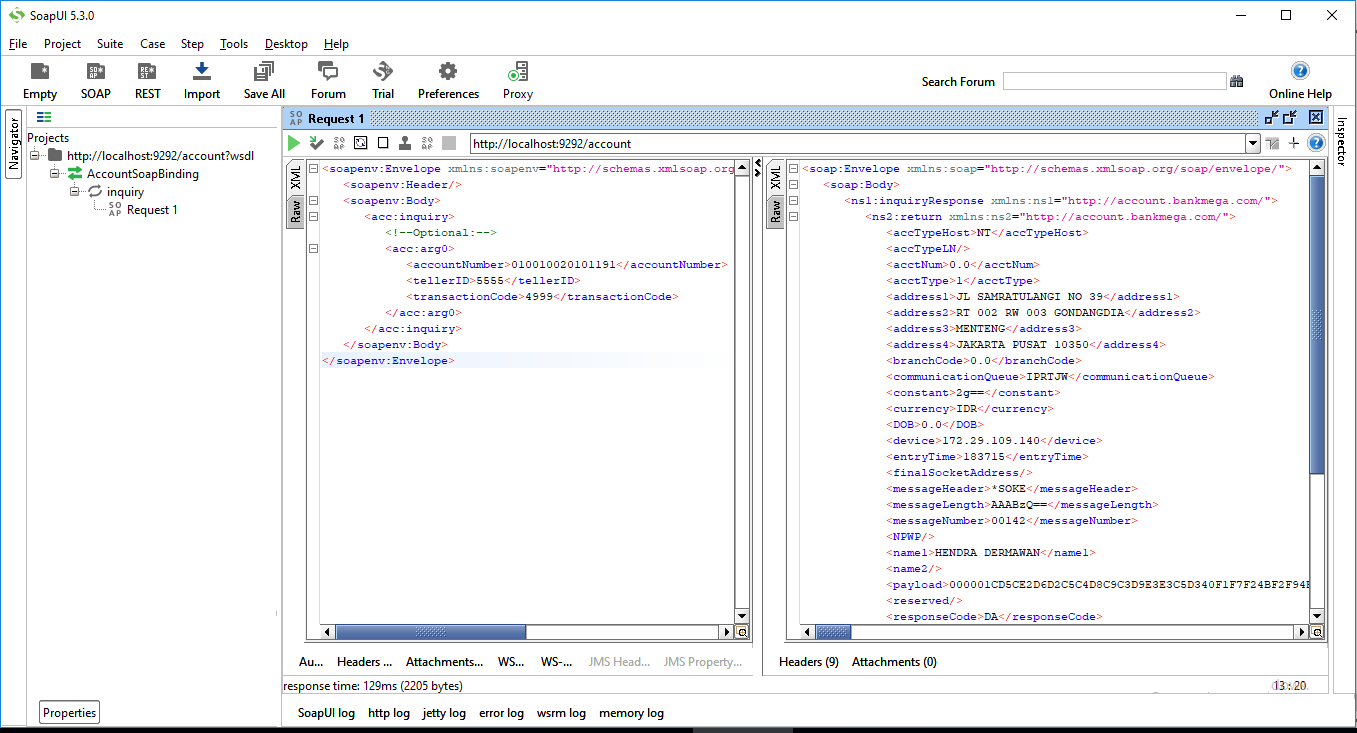 SoapUI 5.3.0
File Project Suite Case Step Tools Desktop Help
Empty SOAP REST Import Save All Forum Trial Preferences Proxy Search Forum Online Help
Navigator
Projects
http://localhost:9292/account?wsdl
AccountSoapBinding
inquiry
SO AP Request 1
Properties
SO AP Request 1
http://localhost:9292/account
XML
Raw
<soapenv:Envelope xmlns:soapenv="http://schemas.xmlsoap.org
<soapenv:Header/>
<soapenv:Body>
<acc:inquiry>
<!--Optional:-->
<acc:arg0>
<accountNumber>010010020101191</accountNumber>
<tellerID>5555</tellerID>
<transactionCode>4999</transactionCode>
</acc:arg0>
</acc:inquiry>
</soapenv:Body>
</soapenv:Envelope>
Au... Headers ... Attachments... WS... WS-... JMS Head... JMS Property...
XML
Raw
<soap:Envelope xmlns:soap="http://schemas.xmlsoap.org/soap/envelope/">
<soap:Body>
<ns1:inquiryResponse xmlns:ns1="http://account.bankmega.com/">
<ns2:return xmlns:ns2="http://account.bankmega.com/">
<accTypeHost>NT</accTypeHost>
<accTypeLN/>
<acctNum>0.0</acctNum>
<acctType>1</acctType>
<address1>JL SAMRATULANGI NO 39</address1>
<address2>RT 002 RW 003 GONDANGDIA</address2>
<address3>MENTENG</address3>
<address4>JAKARTA PUSAT 10350</address4>
<branchCode>0.0</branchCode>
<communicationQueue>IPRTJW</communicationQueue>
<constant>2g==</constant>
<currency>IDR</currency>
<DOB>0.0</DOB>
<device>172.29.109.140</device>
<entryTime>183715</entryTime>
<finalSocketAddress/>
<messageHeader>*SOKE</messageHeader>
<messageLength>AAABzQ==</messageLength>
<messageNumber>00142</messageNumber>
<NPWP/>
<name1>HENDRA DERMAWAN</name1>
<name2/>
<payload>000001CD5CE2D6D2C5C4D8C9C3D9E3E3C5D340F1F7F24BF2F94
<reserved/>
<responseCode>DA</responseCode>
Headers (9) Attachments (0)
Inspector
response time: 129ms (2205 bytes)
13:20
SoapUI log http log jetty log error log wsrm log memory log